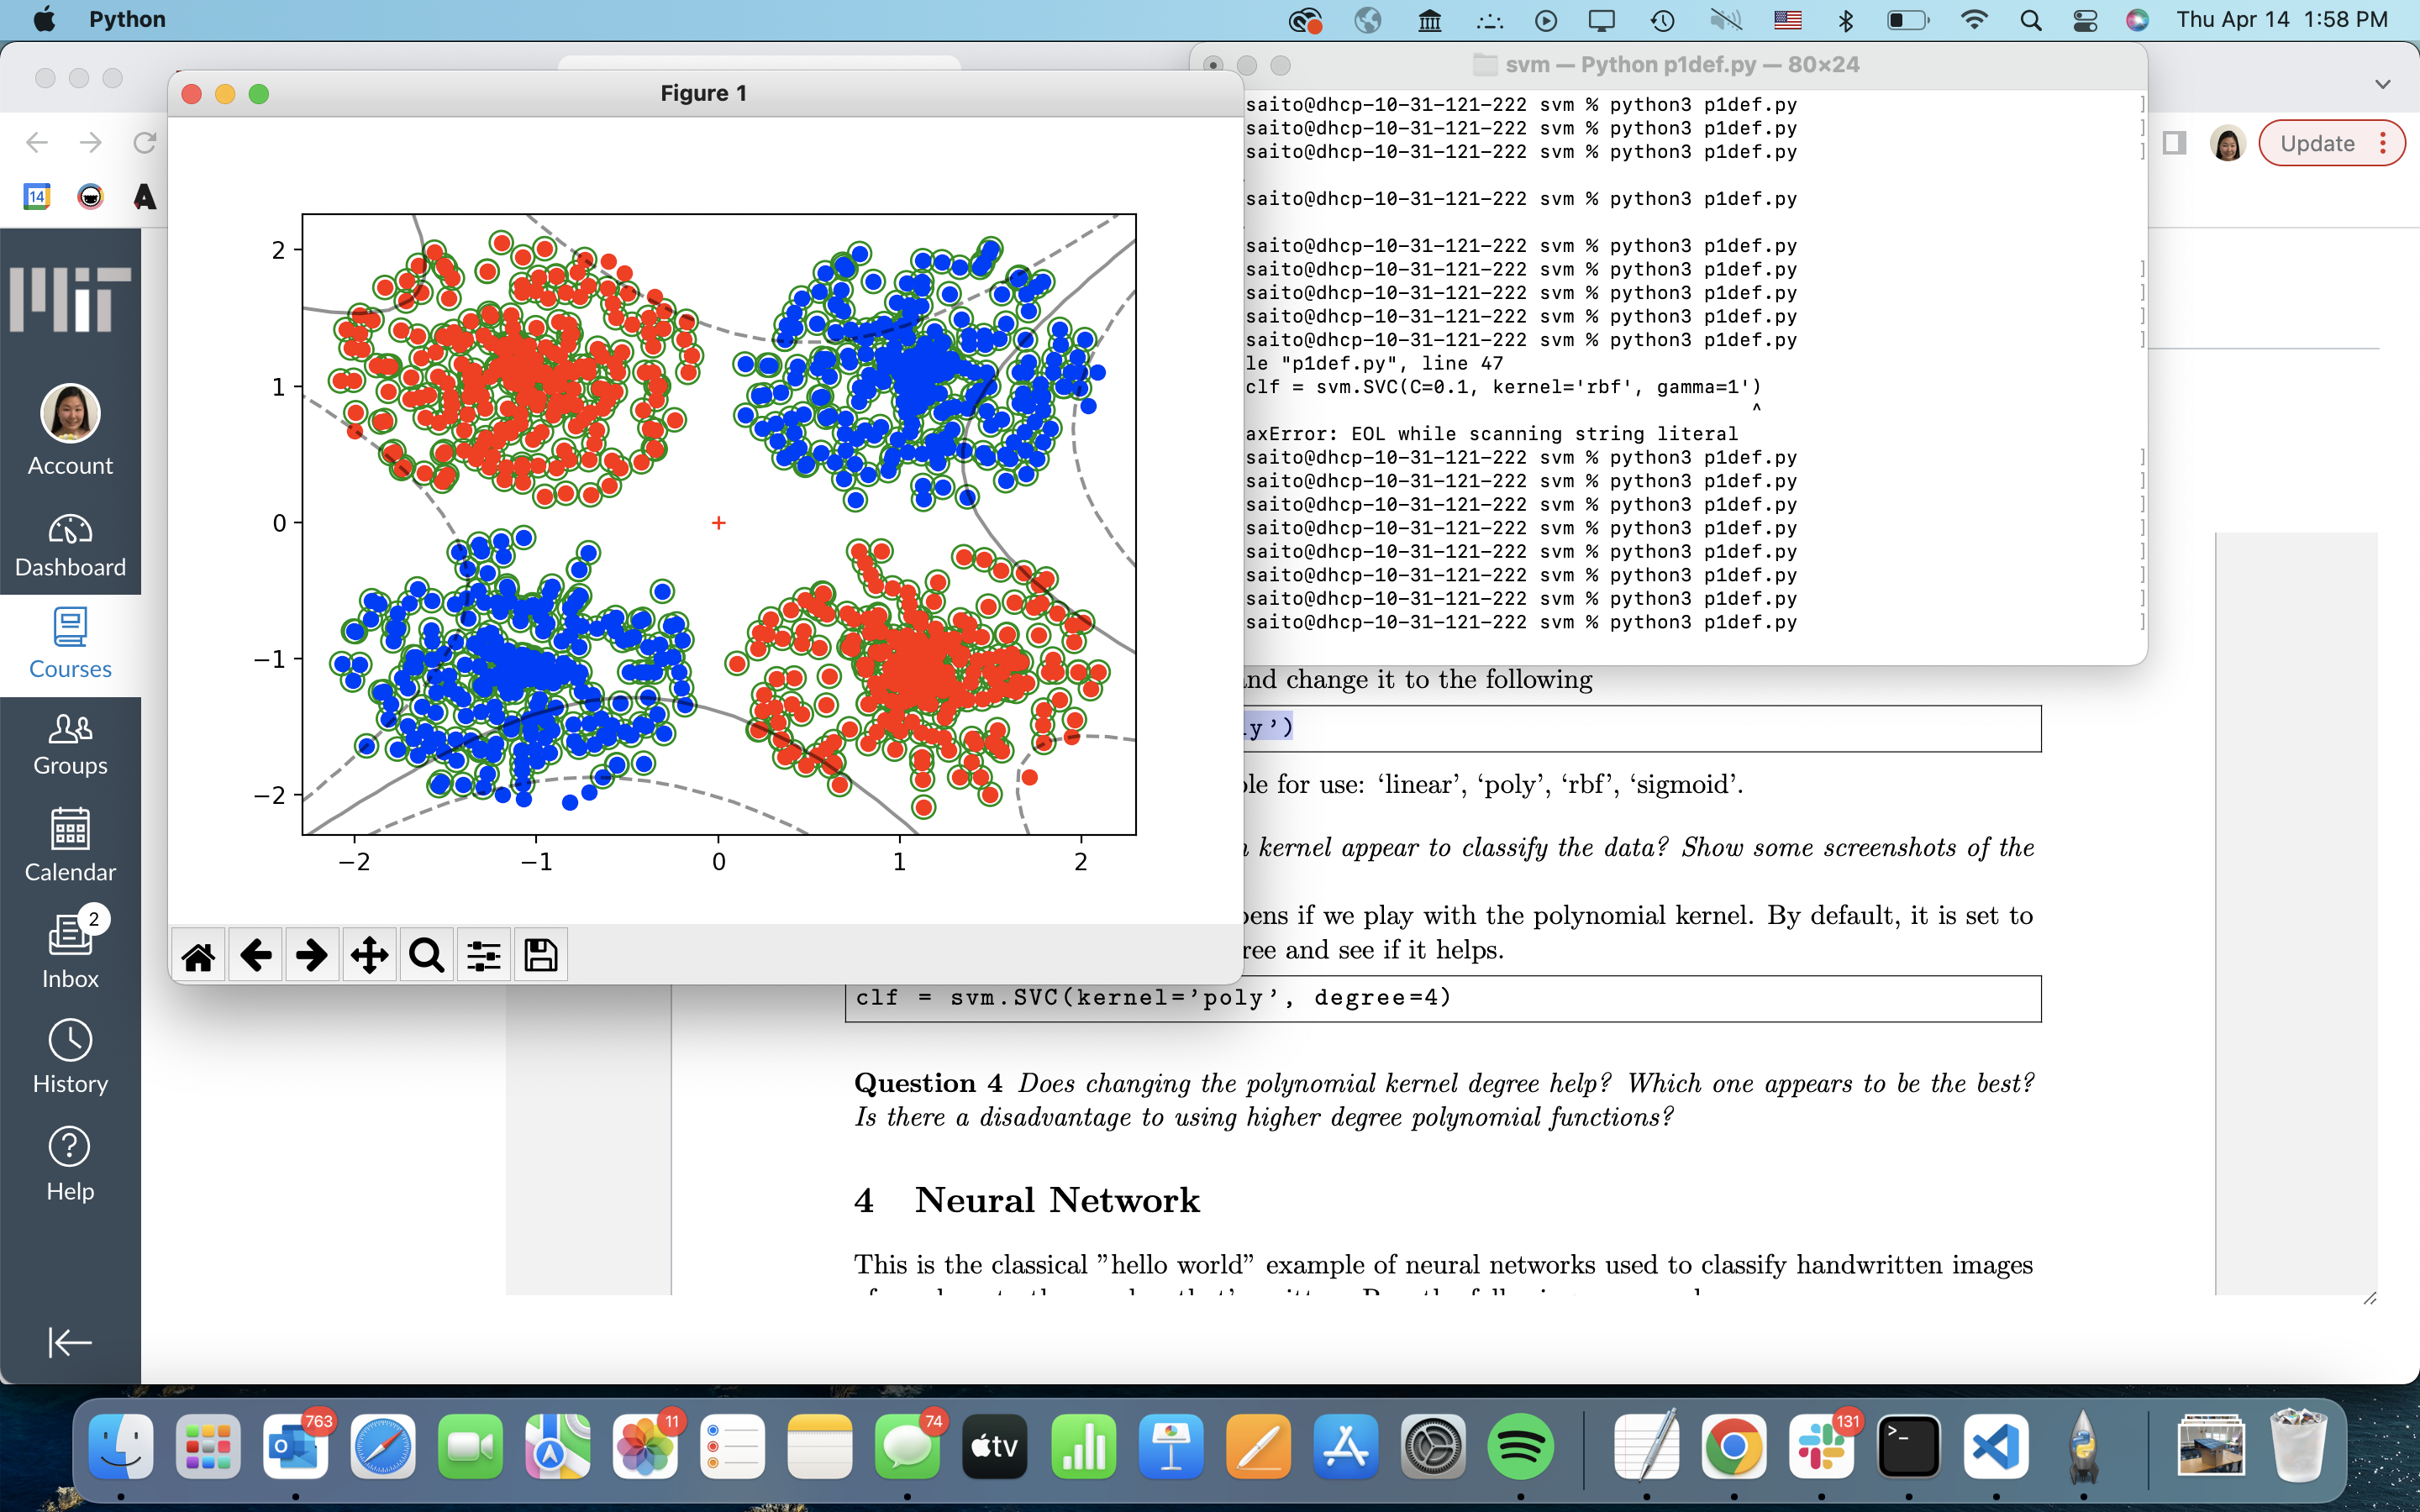 Python
Thu Apr 14 1:58 PM
svm — Python p1def.py — 80×24
Figure 1
saito@dhcp-10-31-121-222 svm % python3 p1def.py
saito@dhcp-10-31-121-222 svm % python3 p1def.py
saito@dhcp-10-31-121-222 svm % python3 p1def.py
saito@dhcp-10-31-121-222 svm % python3 p1def.py
saito@dhcp-10-31-121-222 svm % python3 p1def.py
saito@dhcp-10-31-121-222 svm % python3 p1def.py
saito@dhcp-10-31-121-222 svm % python3 p1def.py
saito@dhcp-10-31-121-222 svm % python3 p1def.py
saito@dhcp-10-31-121-222 svm % python3 p1def.py
le "p1def.py", line 47
clf = svm.SVC(C=0.1, kernel='rbf', gamma=1')
^
axError: EOL while scanning string literal
saito@dhcp-10-31-121-222 svm % python3 p1def.py
saito@dhcp-10-31-121-222 svm % python3 p1def.py
saito@dhcp-10-31-121-222 svm % python3 p1def.py
saito@dhcp-10-31-121-222 svm % python3 p1def.py
saito@dhcp-10-31-121-222 svm % python3 p1def.py
saito@dhcp-10-31-121-222 svm % python3 p1def.py
saito@dhcp-10-31-121-222 svm % python3 p1def.py
saito@dhcp-10-31-121-222 svm % python3 p1def.py
Update
14
A
MIT
Account
Dashboard
Courses
Groups
Calendar
2
Inbox
History
Help
2
1
0
−1
−2
−2
−1
0
1
2
and change it to the following
y’)
ble for use: ‘linear’, ‘poly’, ‘rbf’, ‘sigmoid’.
kernel appear to classify the data? Show some screenshots of the
pens if we play with the polynomial kernel. By default, it is set to
ree and see if it helps.
clf = svm.SVC(kernel=’poly’, degree=4)
Question 4 Does changing the polynomial kernel degree help? Which one appears to be the best?
Is there a disadvantage to using higher degree polynomial functions?
4 Neural Network
This is the classical ”hello world” example of neural networks used to classify handwritten images
763
11
74
tv
131
>_